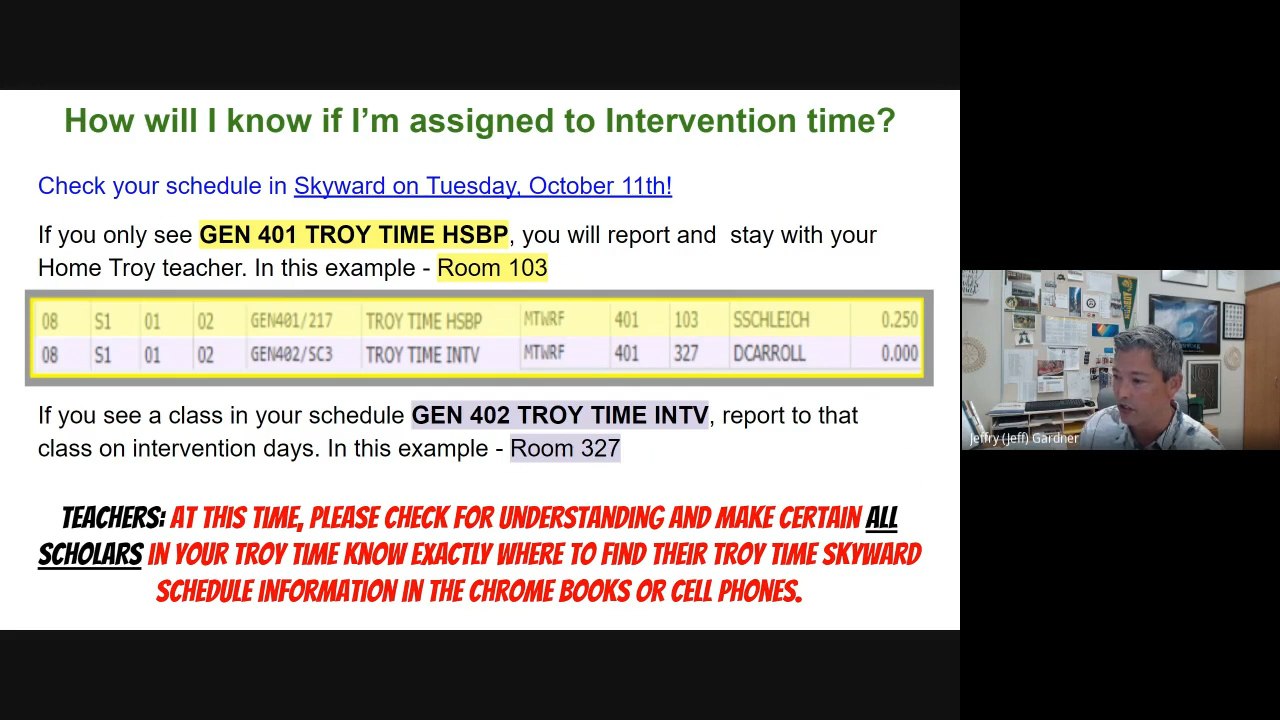 How will I know if I'm assigned to Intervention time?
Check your schedule in Skyward on Tuesday, October 11th!
If you only see GEN 401 TROY TIME HSBP, you will report and stay with your
Home Troy teacher. In this example - Room 103
08 S1 01 02 GEN401/217 TROY TIME HSBP MTWRF 401 103 SSCHLEICH 0.250
08 S1 01 02 GEN402/SC3 TROY TIME INTV MTWRF 401 327 DCARROLL 0.000
If you see a class in your schedule GEN 402 TROY TIME INTV, report to that
class on intervention days. In this example - Room 327
TEACHERS: AT THIS TIME, PLEASE CHECK FOR UNDERSTANDING AND MAKE CERTAIN ALL
SCHOLARS IN YOUR TROY TIME KNOW EXACTLY WHERE TO FIND THEIR TROY TIME SKYWARD
SCHEDULE INFORMATION IN THE CHROME BOOKS OR CELL PHONES.
Jeffry (Jeff) Gardner